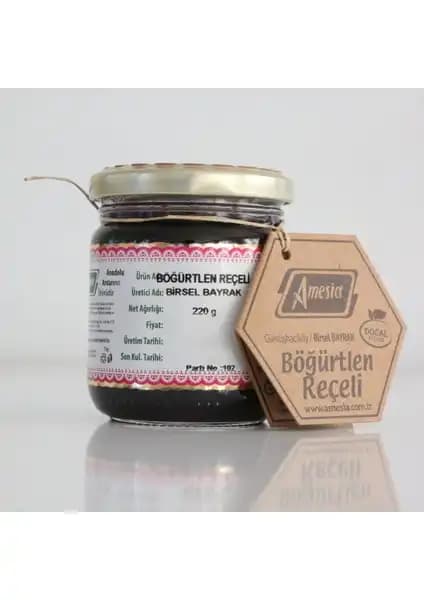 Anadolu
Ürün Adı: BÖĞÜRTLEN REÇELİ
Üretici Adı: BİRSEL BAYRAK
Net Ağırlığı: 220 g
Fiyat:
Üretim Tarihi:
Son Kul. Tarihi:
Parti No :102
Amesia
DOĞAL
Gümüşhacıköy / Birsel BAYRAK
Böğürtlen
Reçeli
www.amesia.com.tr